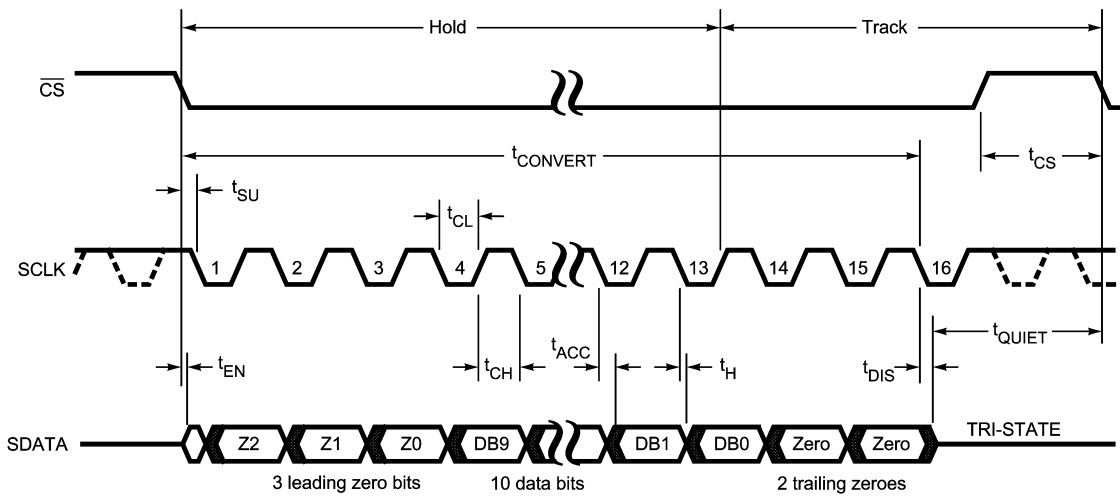 Hold Track
CS
tCONVERT
tCS
tSU
tCL
SCLK 1 2 3 4 5 12 13 14 15 16
tQUIET
tACC
tEN tCH tH tDIS
SDATA Z2 Z1 Z0 DB9 DB1 DB0 Zero Zero TRI-STATE
3 leading zero bits 10 data bits 2 trailing zeroes